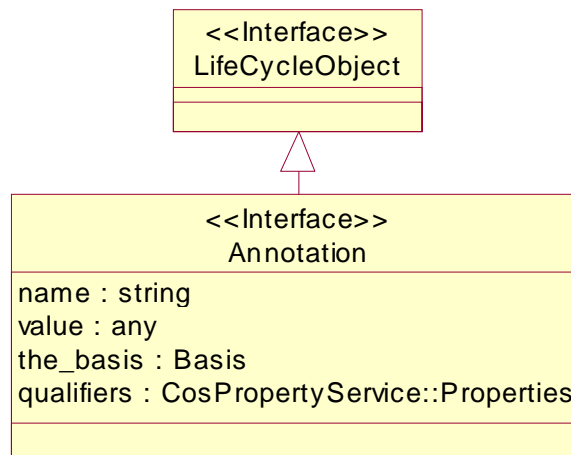 <<Interface>>
LifeCycleObject
<<Interface>>
Annotation
name : string
value : any
the_basis : Basis
qualifiers : CosPropertyService::Properties